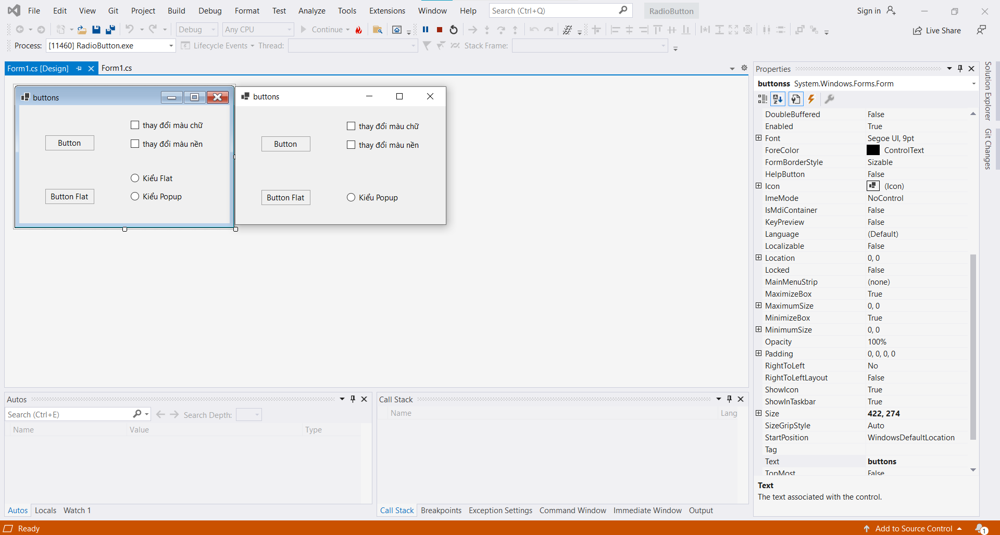 File Edit View Git Project Build Debug Format Test Analyze Tools Extensions Window Help Search (Ctrl+Q) RadioButton Sign in
Debug Any CPU Continue Live Share
Process: [11460] RadioButton.exe Lifecycle Events Thread: Stack Frame:
Form1.cs [Design] Form1.cs
buttons
thay đổi màu chữ
Button
thay đổi màu nền
Kiểu Flat
Button Flat
Kiểu Popup
buttons
thay đổi màu chữ
Button
thay đổi màu nền
Button Flat
Kiểu Popup
Properties
buttonss System.Windows.Forms.Form
DoubleBuffered False
Enabled True
Font Segoe UI, 9pt
ForeColor ControlText
FormBorderStyle Sizable
HelpButton False
Icon (Icon)
ImeMode NoControl
IsMdiContainer False
KeyPreview False
Language (Default)
Localizable False
Location 0, 0
Locked False
MainMenuStrip (none)
MaximizeBox True
MaximumSize 0, 0
MinimizeBox True
MinimumSize 0, 0
Opacity 100%
Padding 0, 0, 0, 0
RightToLeft No
RightToLeftLayout False
ShowIcon True
ShowInTaskbar True
Size 422, 274
SizeGripStyle Auto
StartPosition WindowsDefaultLocation
Tag
Text buttons
TopMost False
Text
The text associated with the control.
Solution Explorer
Git Changes
Autos
Search (Ctrl+E) Search Depth:
Name Value Type
Autos Locals Watch 1
Call Stack
Name Lang
Call Stack Breakpoints Exception Settings Command Window Immediate Window Output
Ready Add to Source Control 1